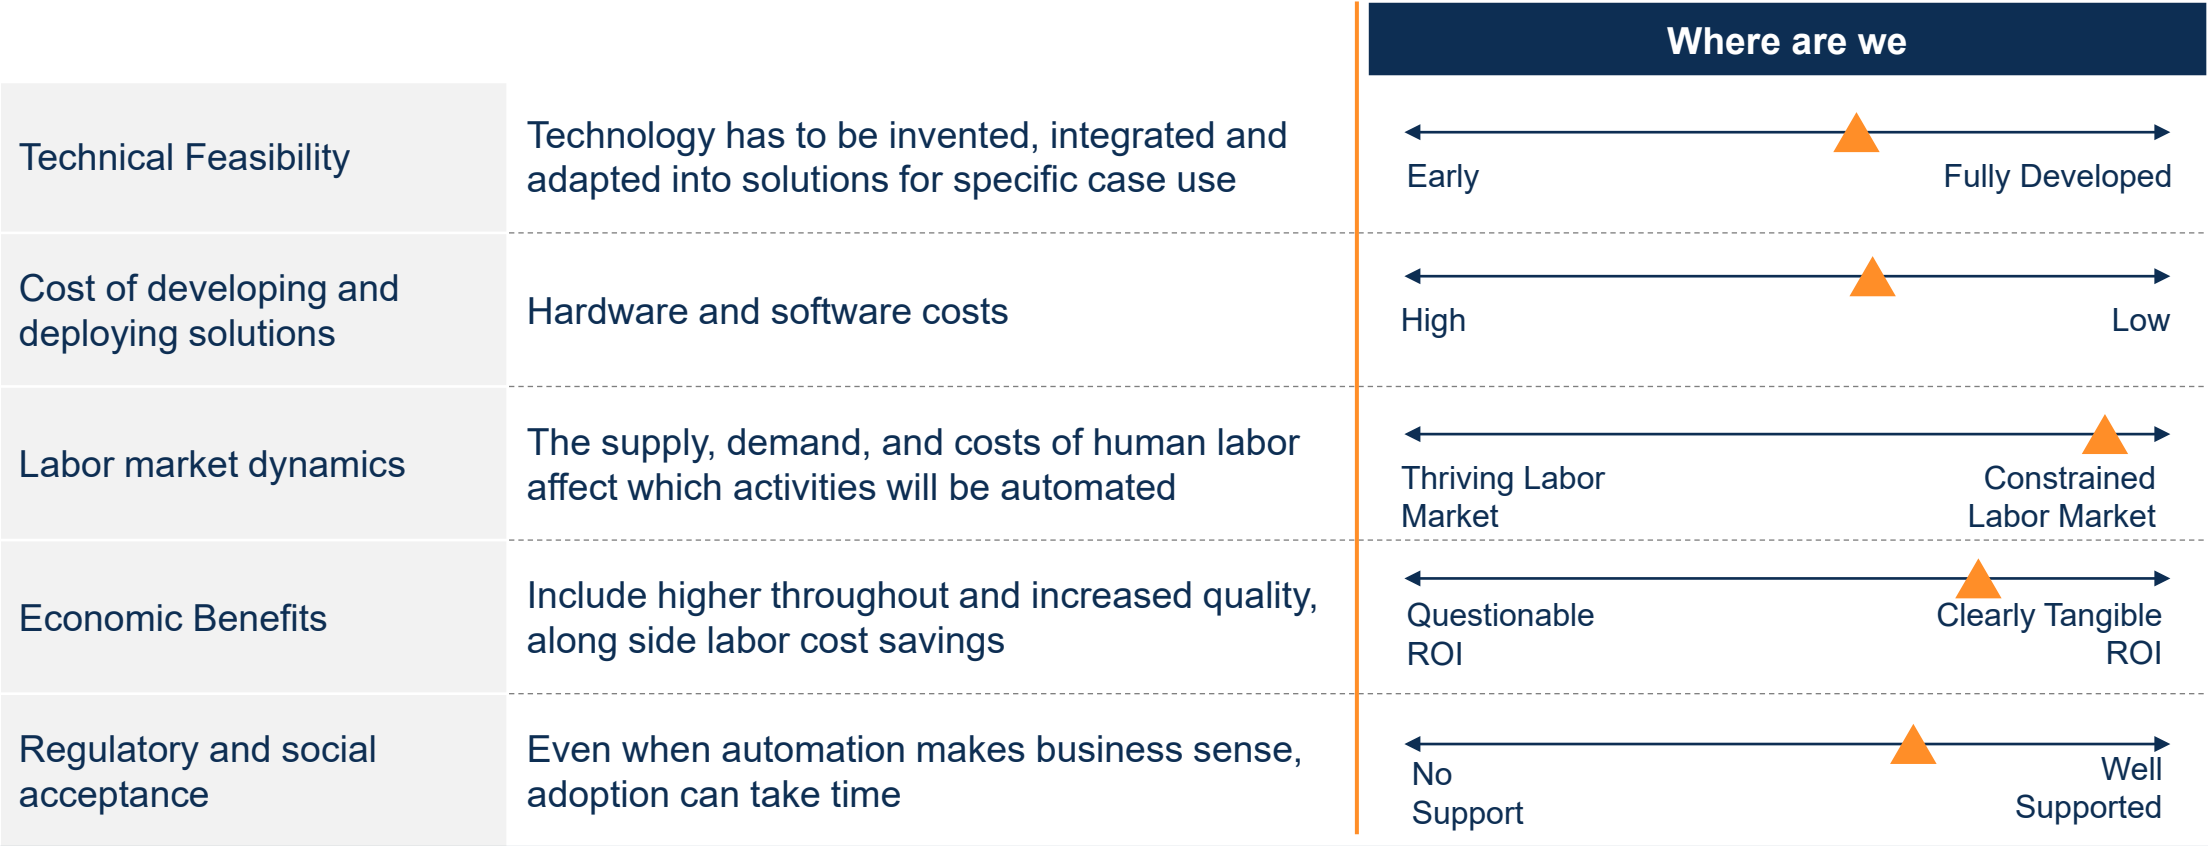 Where are we
Technical Feasibility
Technology has to be invented, integrated and
adapted into solutions for specific case use
Early
Fully Developed
Cost of developing and
deploying solutions
Hardware and software costs
High
Low
Labor market dynamics
The supply, demand, and costs of human labor
affect which activities will be automated
Thriving Labor
Market
Constrained
Labor Market
Economic Benefits
Include higher throughout and increased quality,
along side labor cost savings
Questionable
ROI
Clearly Tangible
ROI
Regulatory and social
acceptance
Even when automation makes business sense,
adoption can take time
No
Support
Well
Supported